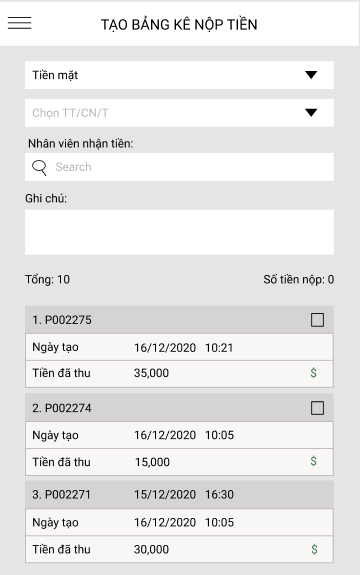 TẠO BẢNG KÊ NỘP TIỀN
Tiền mặt
Chọn TT/CN/T
Nhân viên nhận tiền:
Search
Ghi chú:
Tổng: 10 Số tiền nộp: 0
1. P002275
Ngày tạo 16/12/2020 10:21
Tiền đã thu 35,000 $
2. P002274
Ngày tạo 16/12/2020 10:05
Tiền đã thu 15,000 $
3. P002271 15/12/2020 16:30
Ngày tạo 16/12/2020 10:05
Tiền đã thu 30,000 $